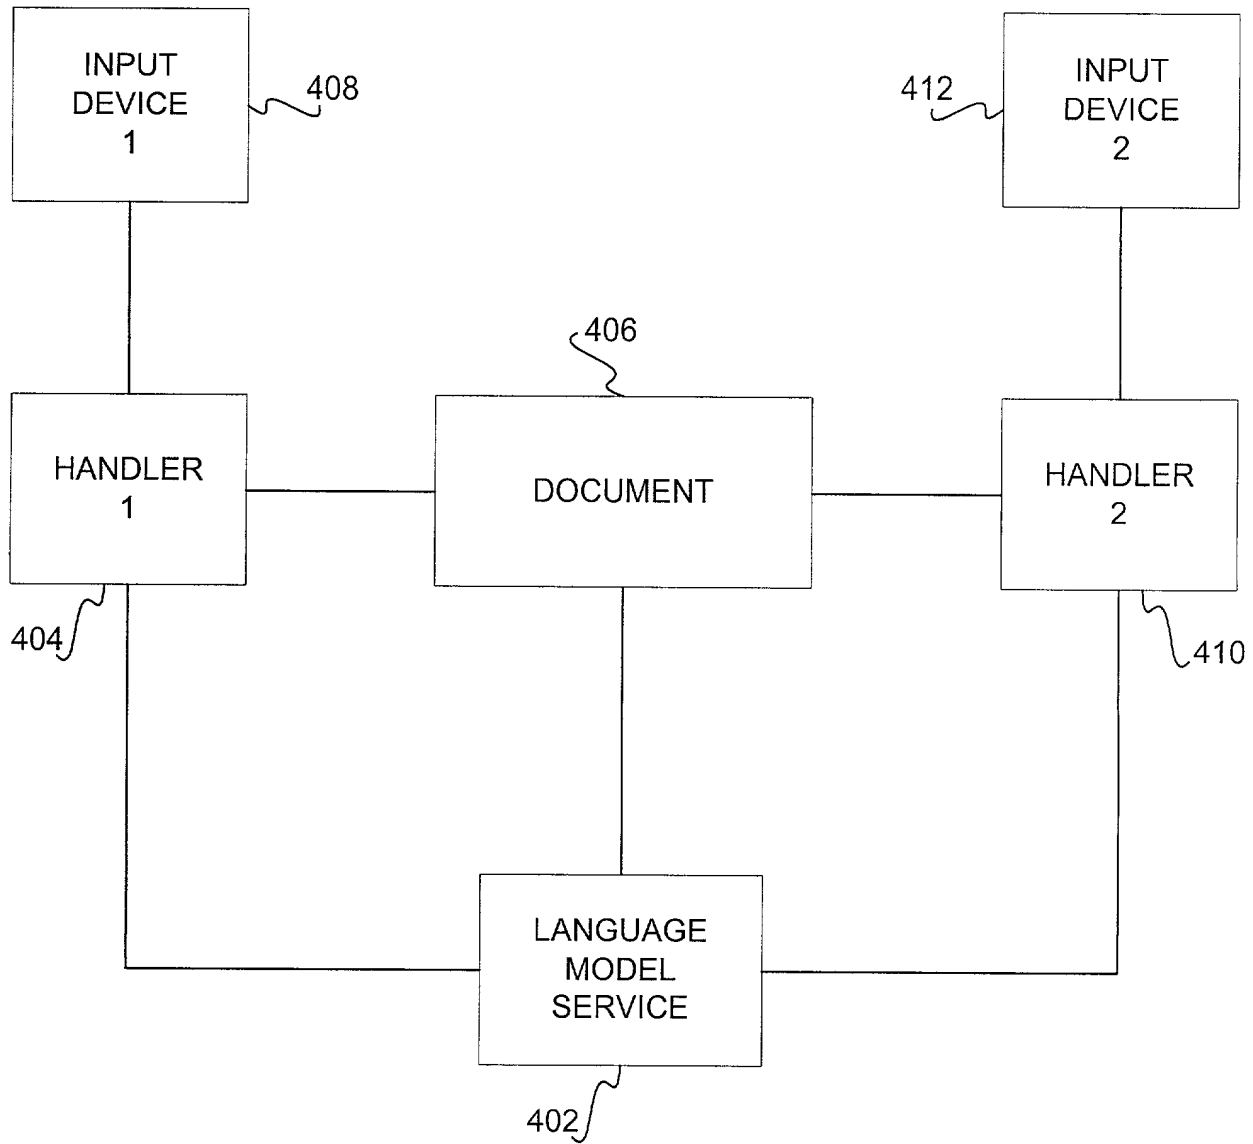 INPUT
DEVICE
1
408
412
INPUT
DEVICE
2
406
HANDLER
1
DOCUMENT
HANDLER
2
404
410
LANGUAGE
MODEL
SERVICE
402